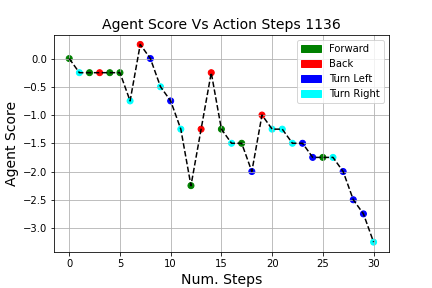 Agent Score Vs Action Steps 1136
Agent Score
0.0
−0.5
−1.0
−1.5
−2.0
−2.5
−3.0
Forward
Back
Turn Left
Turn Right
0 5 10 15 20 25 30
Num. Steps